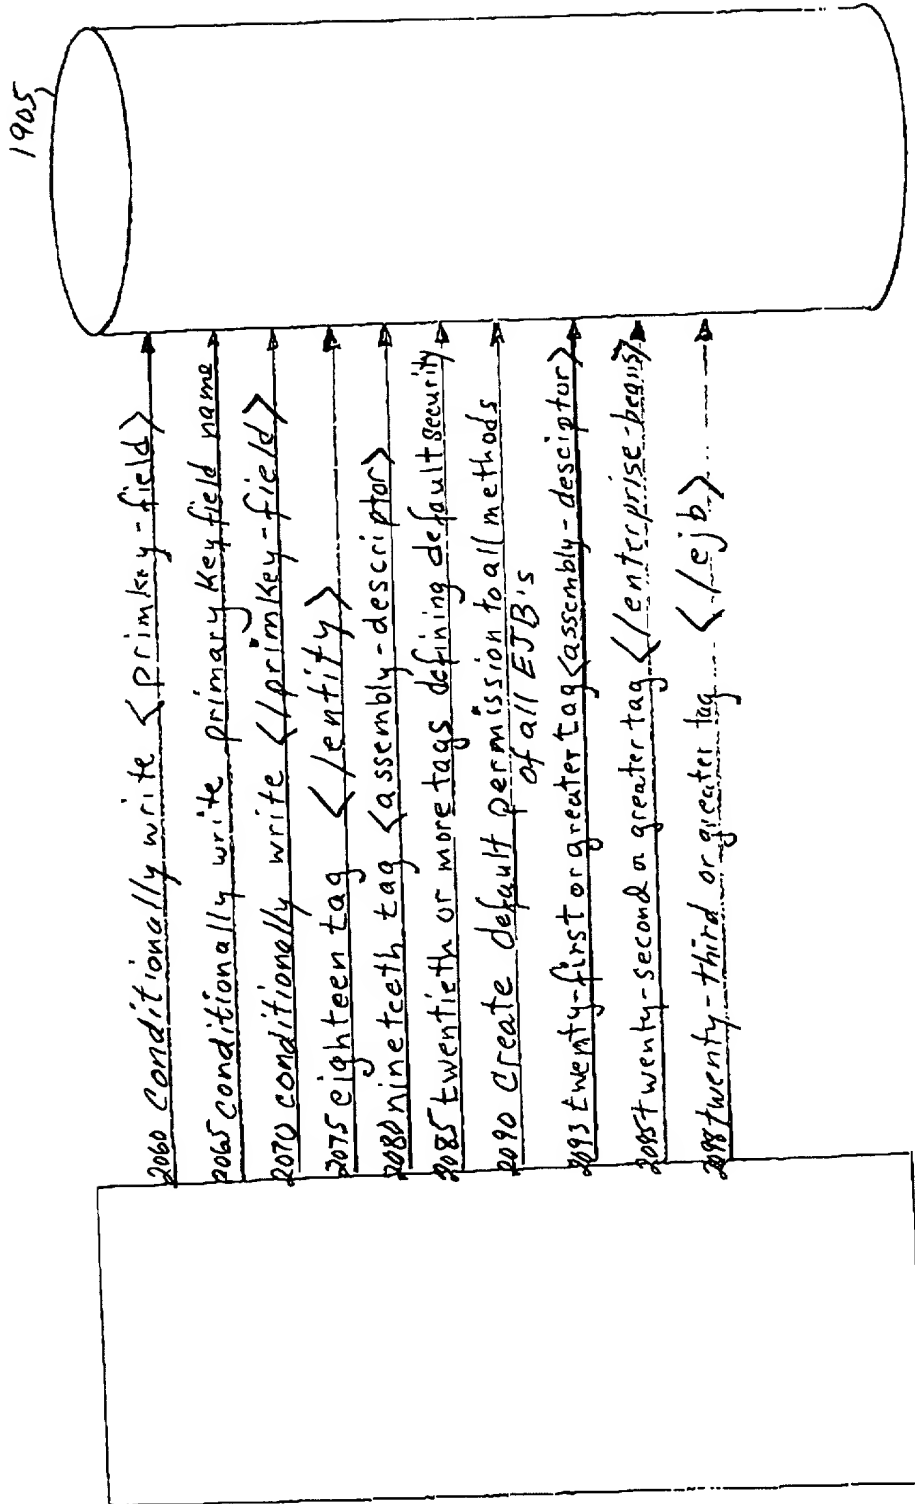 1905
2060 conditionally write <primkey-field>
2065 conditionally write primary key field name
2070 conditionally write </primkey-field>
2075 eighteen tag </entity>
2080 nineteeth tag <assembly-descriptor>
2085 twentieth or more tags defining default security
2090 create default permission to all methods
of all EJB's
2093 twenty-first or greater tag <assembly-desciptor>
2095 twenty-second or greater tag </enterprise-beans>
2098 twenty-third or greater tag </ejb>